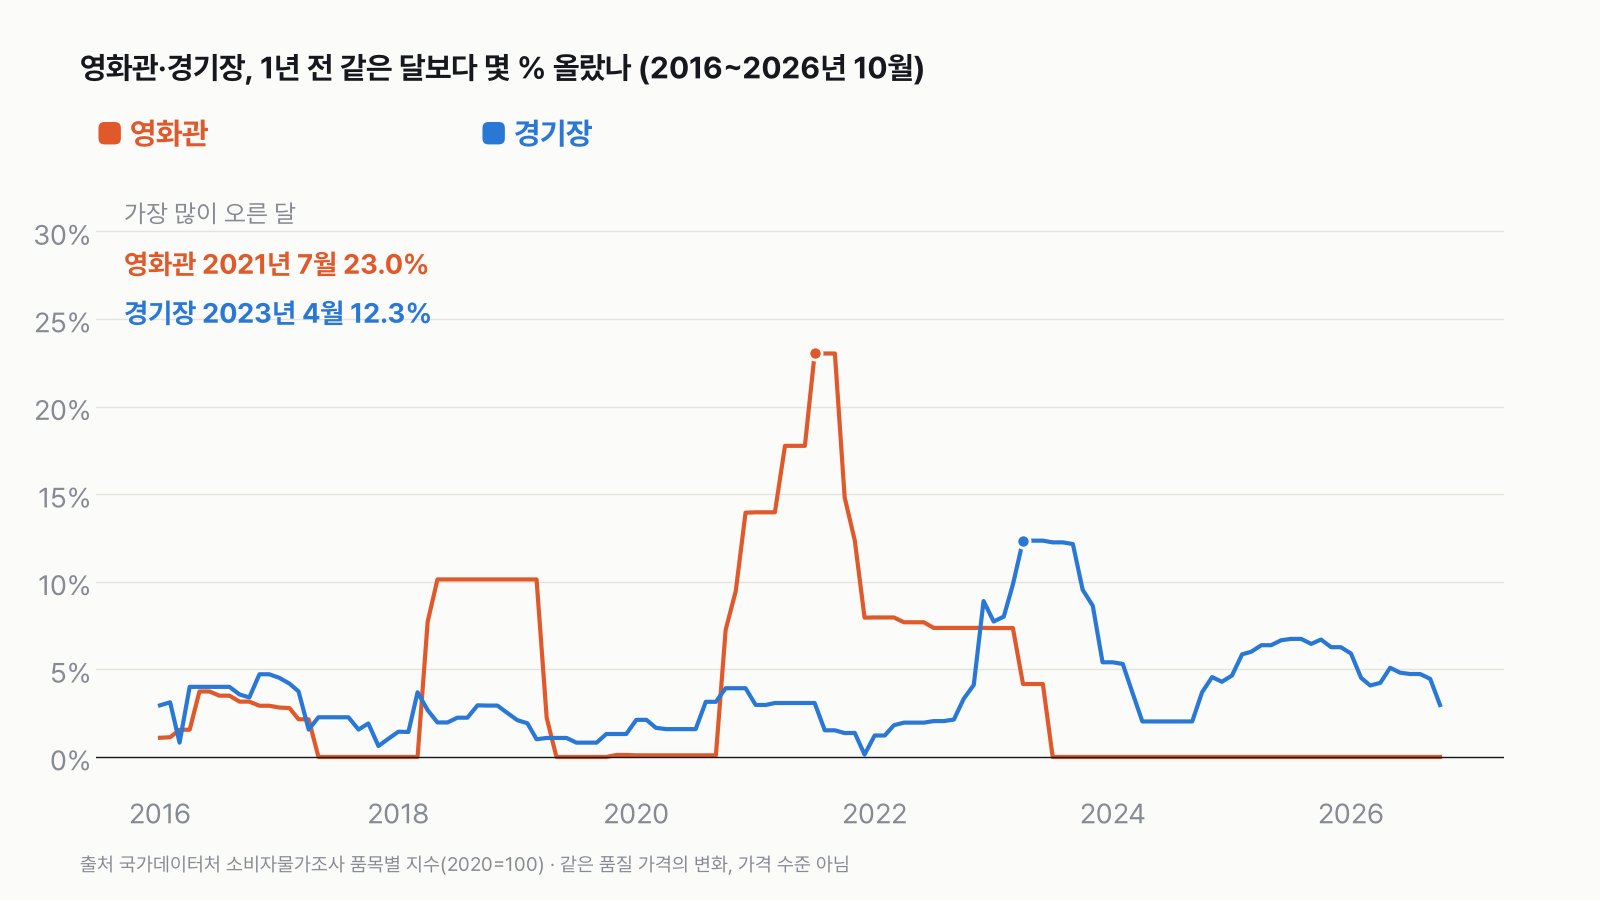 영화관·경기장, 1년 전 같은 달보다 몇 % 올랐나 (2016~2026년 10월)
영화관
경기장
가장 많이 오른 달
영화관 2021년 7월 23.0%
경기장 2023년 4월 12.3%
30%
25%
20%
15%
10%
5%
0%
2016 2018 2020 2022 2024 2026
출처 국가데이터처 소비자물가조사 품목별 지수(2020=100) · 같은 품질 가격의 변화, 가격 수준 아님